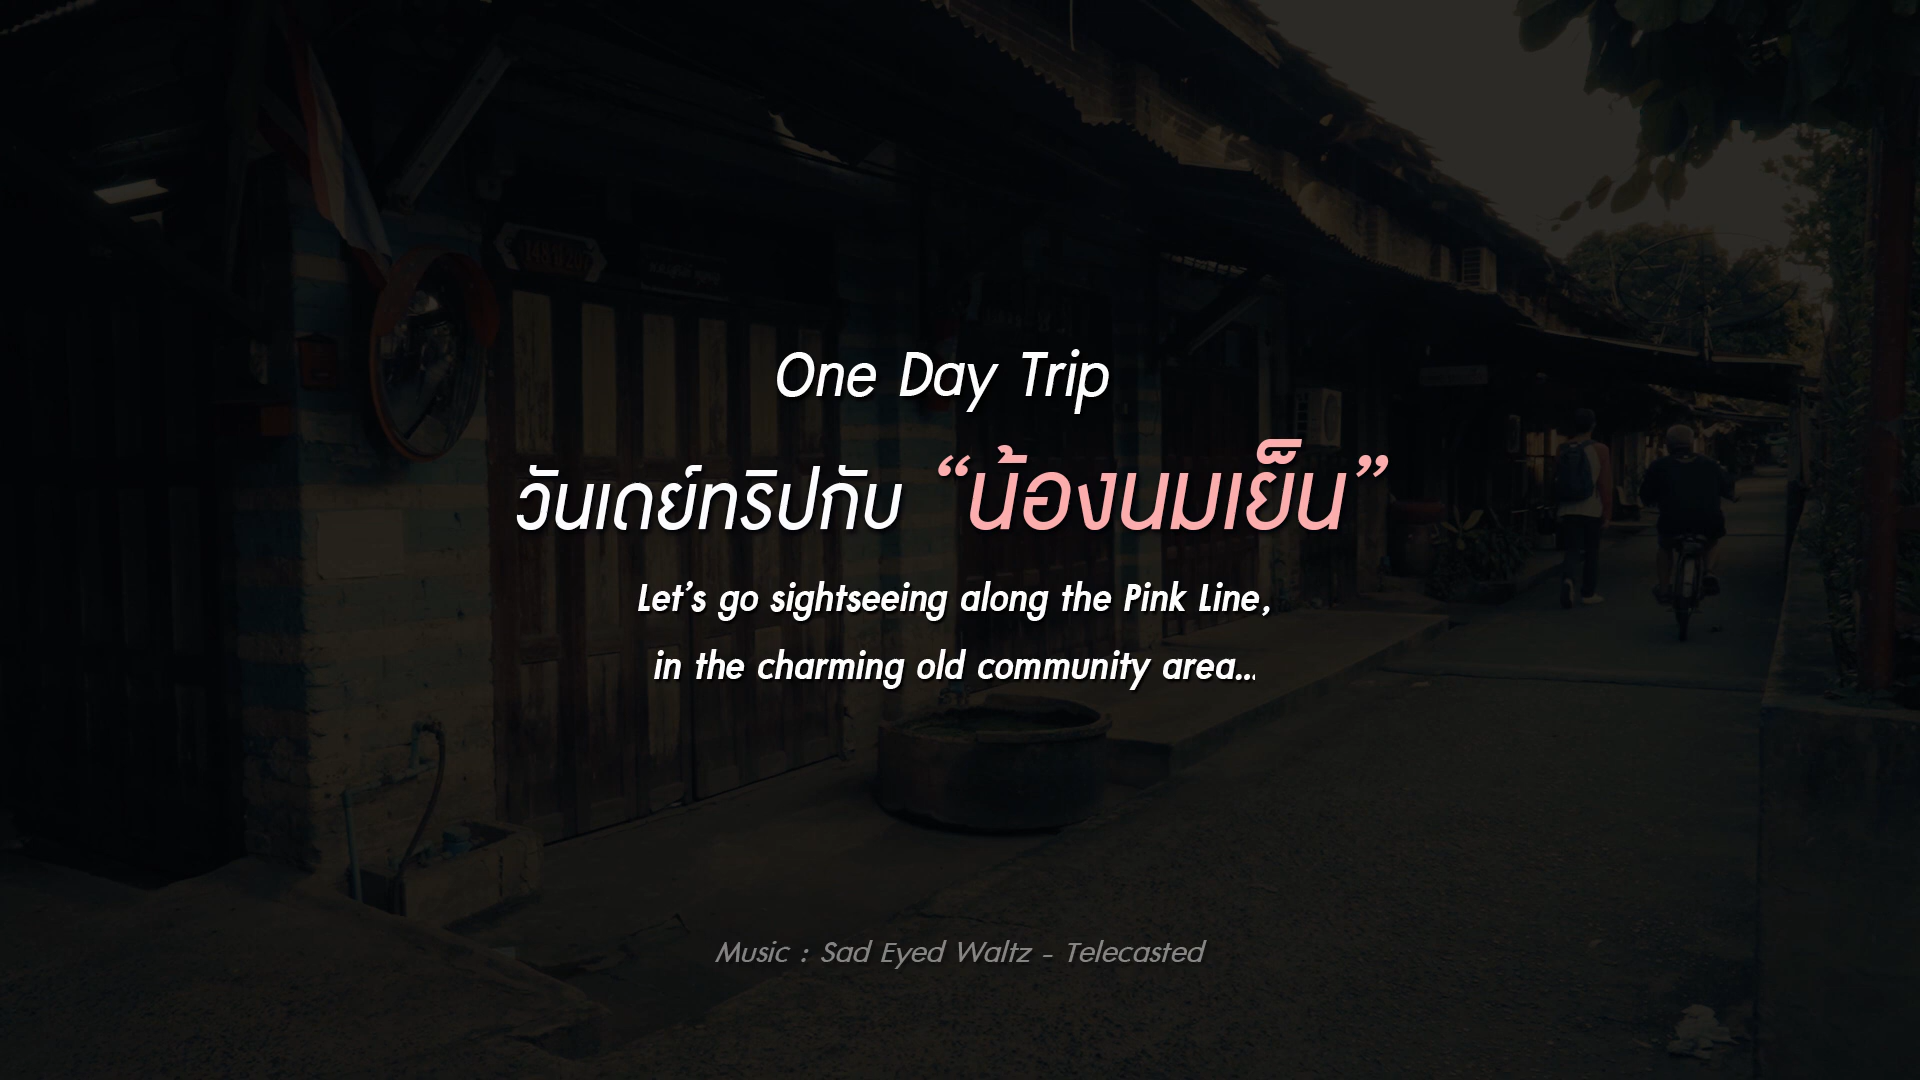 One Day Trip
วันเดย์ทริปกับ “น้องนมเย็น”
Let’s go sightseeing along the Pink Line,
in the charming old community area...
Music : Sad Eyed Waltz - Telecasted